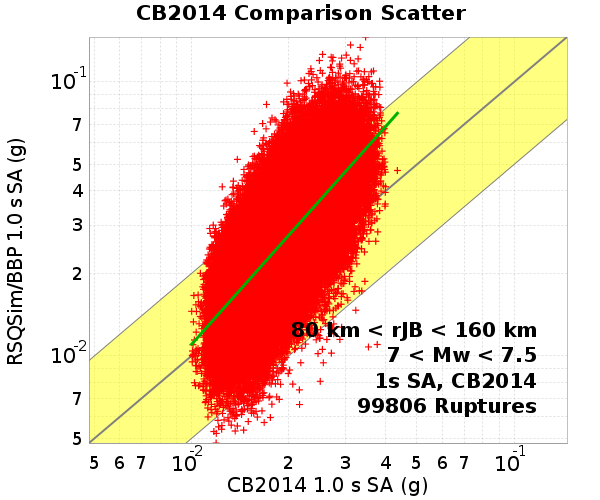 CB2014 Comparison Scatter
RSQSim/BBP 1.0 s SA (g)
10-1
7
5
4
3
2
10-2
7
5
80 km < rJB < 160 km
7 < Mw < 7.5
1s SA, CB2014
99806 Ruptures
5 6 7 10-2 2 3 4 5 6 7 10-1
CB2014 1.0 s SA (g)